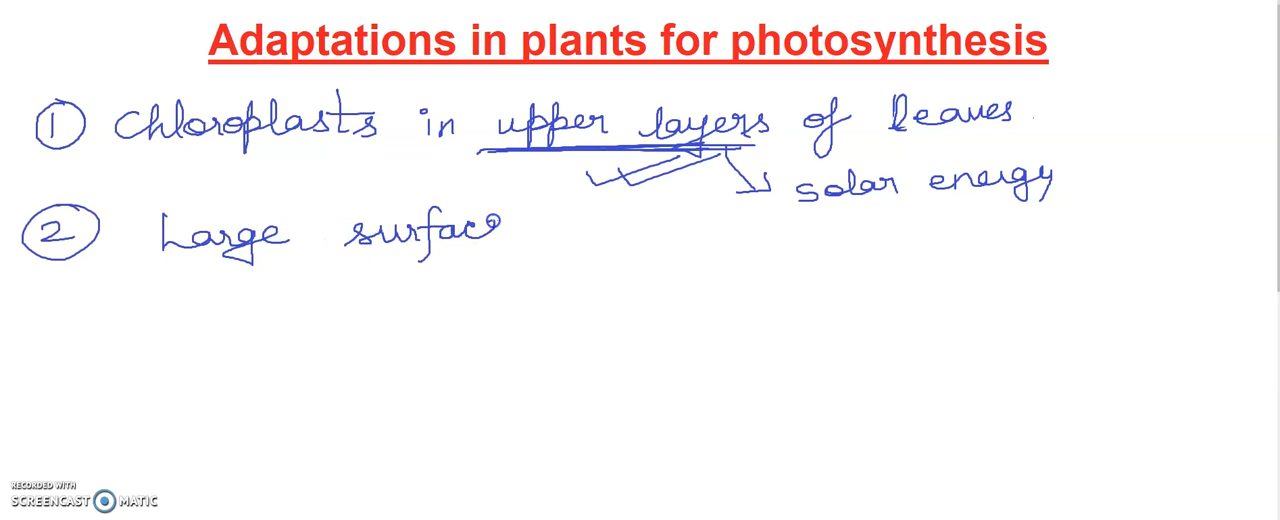 Adaptations in plants for photosynthesis
1 Chloroplasts in upper layers of leaves
solar energy
2 Large surface
RECORDED WITH
SCREENCAST MATIC